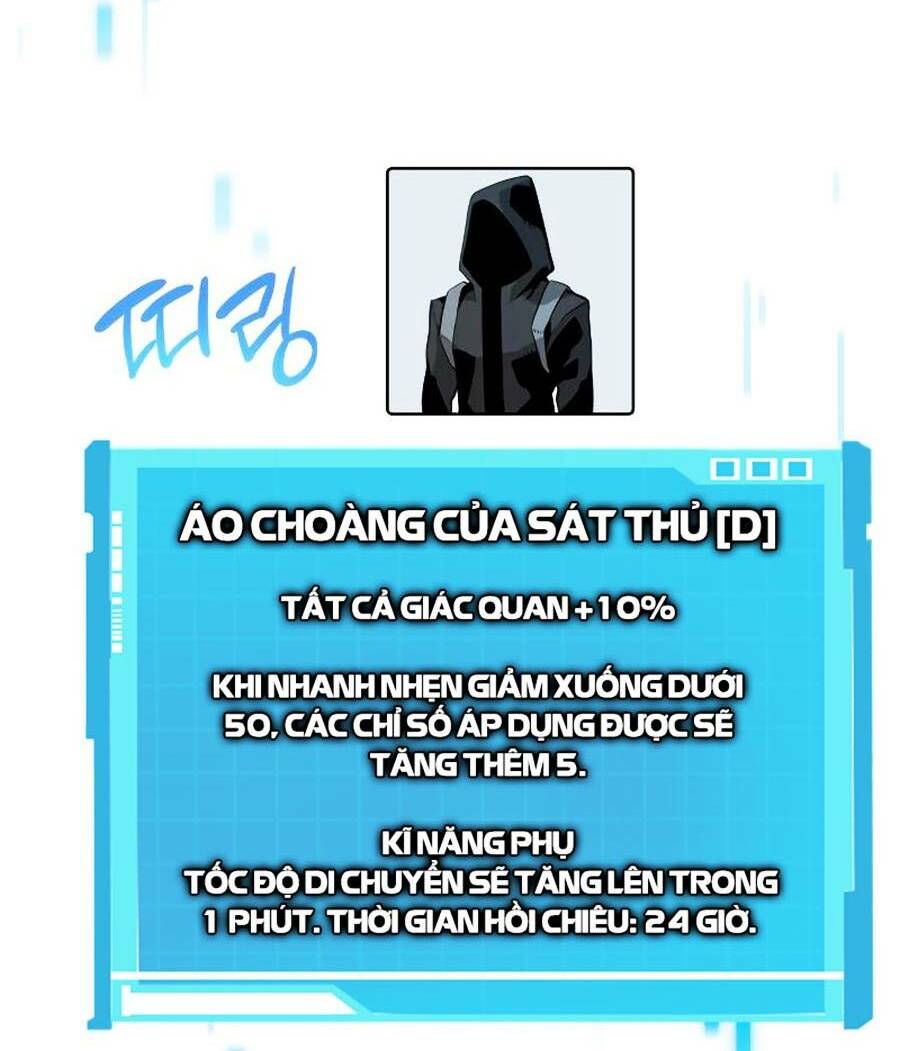 띠링
ÁO CHOÀNG CỦA SÁT THỦ [D]
TẤT CẢ GIÁC QUAN +10%
KHI NHANH NHẸN GIẢM XUỐNG DƯỚI
50, CÁC CHỈ SỐ ÁP DỤNG ĐƯỢC SẼ
TĂNG THÊM 5.
KĨ NĂNG PHỤ
TỐC ĐỘ DI CHUYỂN SẼ TĂNG LÊN TRONG
1 PHÚT. THỜI GIAN HỒI CHIÊU: 24 GIỜ.